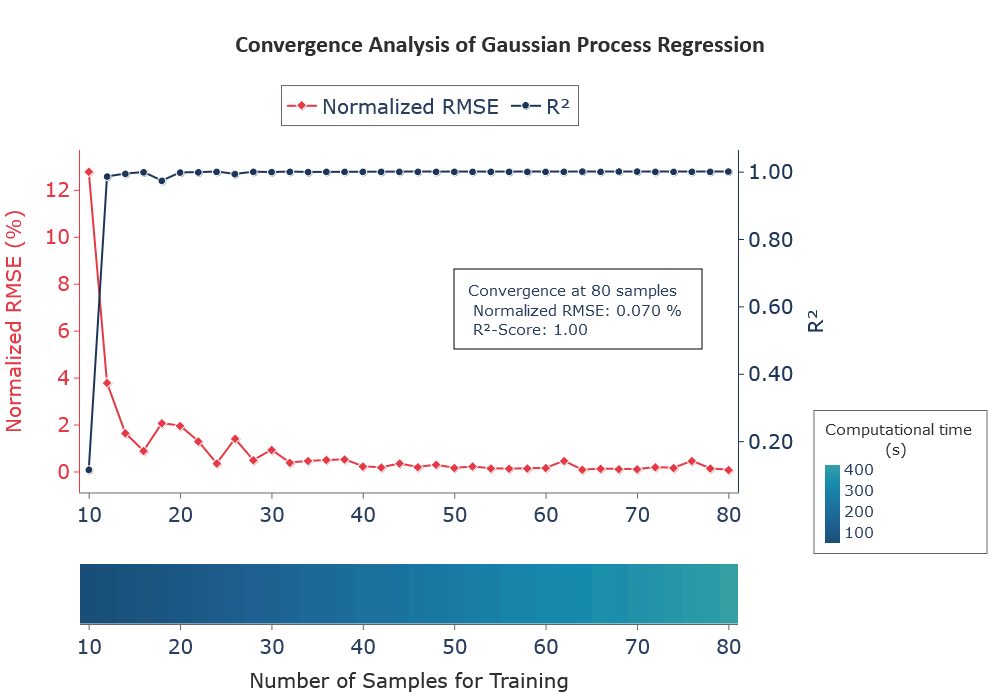 Convergence Analysis of Gaussian Process Regression
Normalized RMSE
R²
Normalized RMSE (%)
12
10
8
6
4
2
0
1.00
0.80
0.60
0.40
0.20
R²
Convergence at 80 samples
Normalized RMSE: 0.070 %
R²-Score: 1.00
10 20 30 40 50 60 70 80
Computational time
(s)
400
300
200
100
10 20 30 40 50 60 70 80
Number of Samples for Training